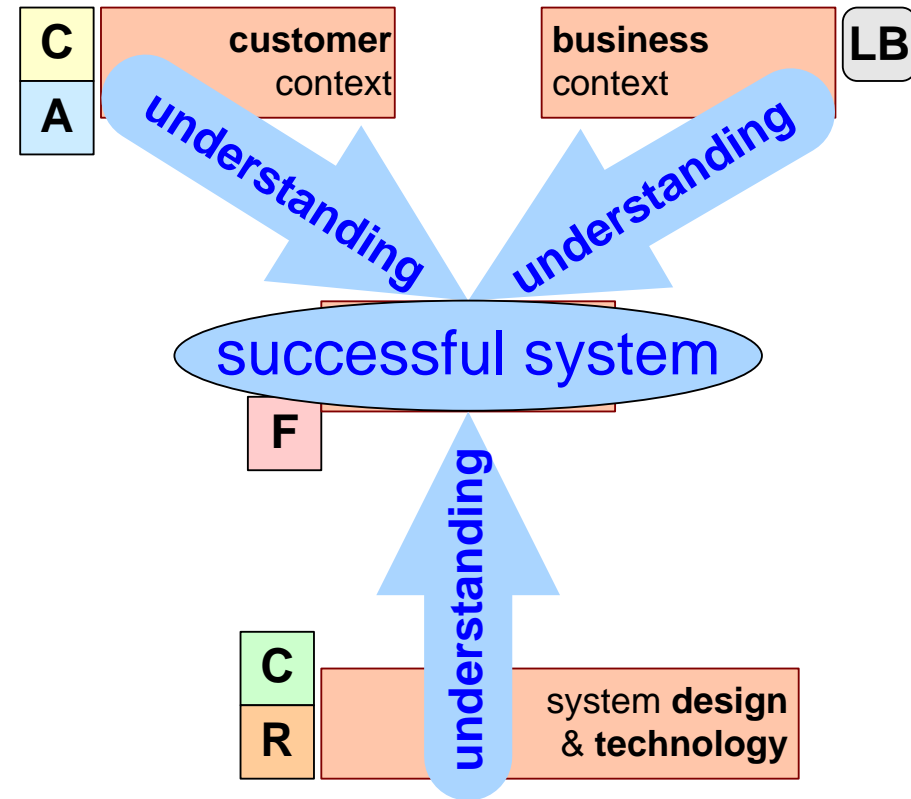 C
A
customer
context
understanding
business
context
LB
understanding
successful system
F
understanding
C
R
system design
& technology